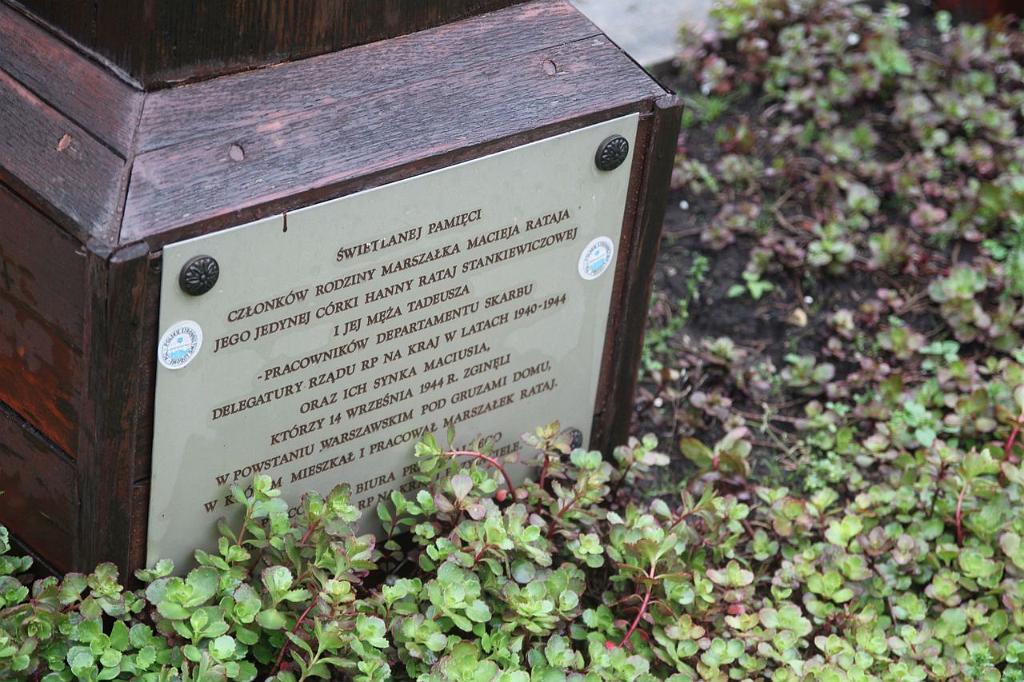 ŚWIETLANEJ PAMIĘCI
CZŁONKÓW RODZINY MARSZAŁKA MACIEJA RATAJA
JEGO JEDYNEJ CÓRKI HANNY RATAJ STANKIEWICZOWEJ
I JEJ MĘŻA TADEUSZA
-PRACOWNIKÓW DEPARTAMENTU SKARBU
DELEGATURY RZĄDU RP NA KRAJ W LATACH 1940-1944
ORAZ ICH SYNKA MACIUSIA,
KTÓRZY 14 WRZEŚNIA 1944 R. ZGINĘLI
W POWSTANIU WARSZAWSKIM POD GRUZAMI DOMU,
W MIESZKAŁ I PRACOWAŁ MARSZAŁEK RATAJ.
BIURA
RP NA